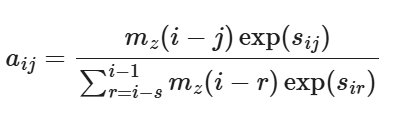 a_{ij} = \frac{m_z(i - j) \exp(s_{ij})}{\sum_{r=i-s}^{i-1} m_z(i - r) \exp(s_{ir})}